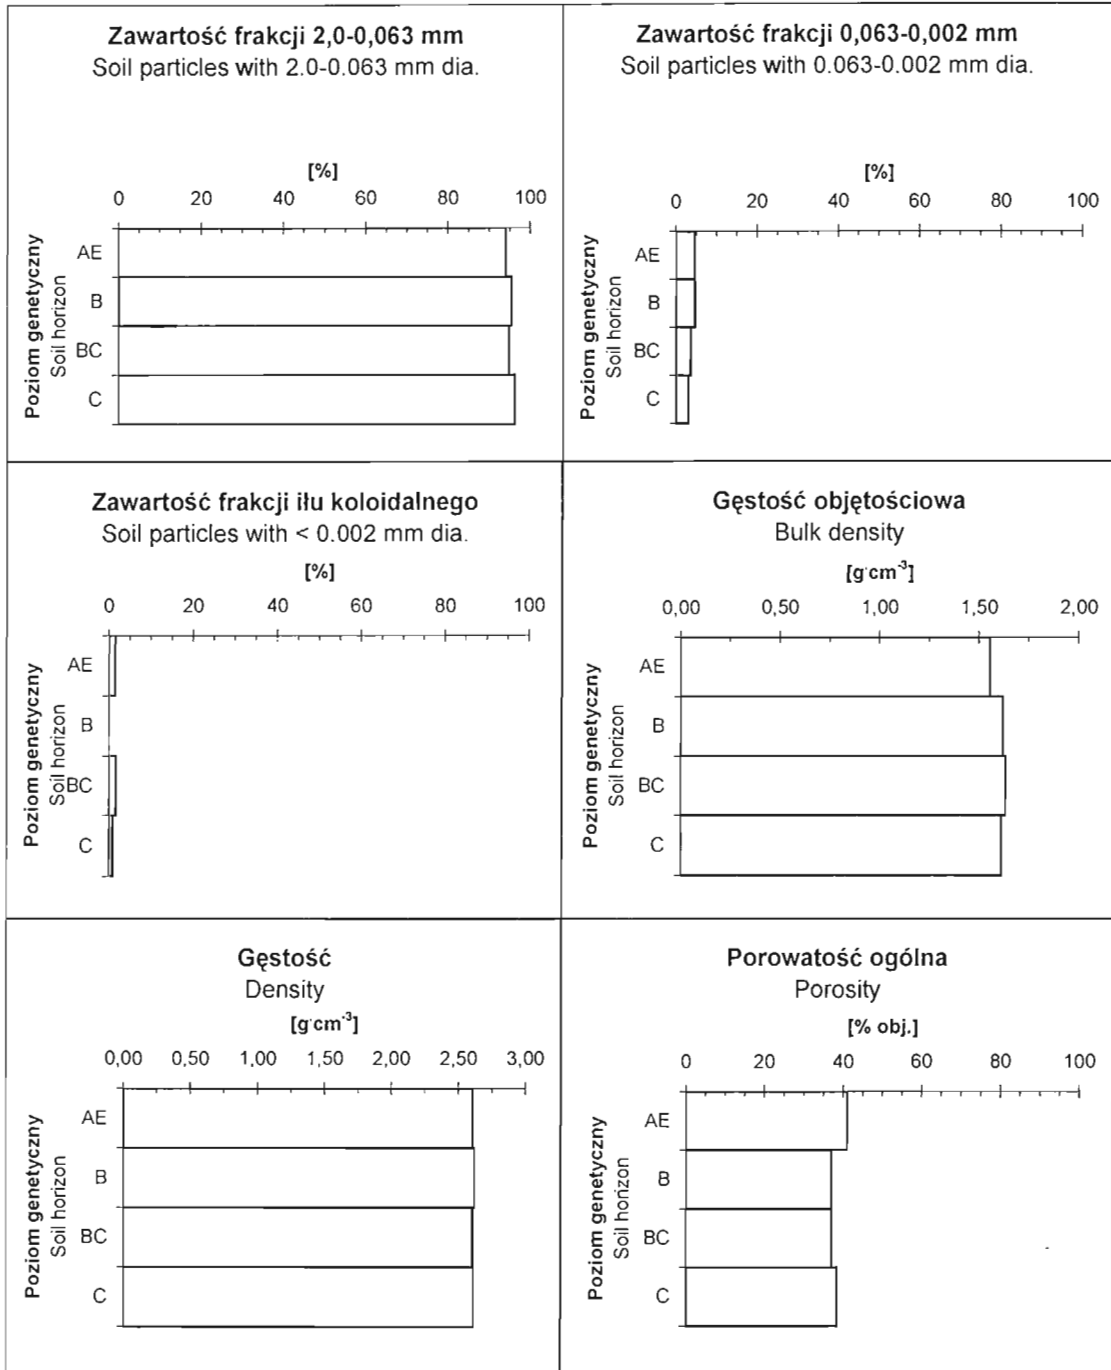 Zawartość frakcji 2,0-0,063 mm
Soil particles with 2.0-0.063 mm dia.
[%]
0 20 40 60 80 100
Poziom genetyczny
Soil horizon
AE
B
BC
C
Zawartość frakcji 0,063-0,002 mm
Soil particles with 0.063-0.002 mm dia.
[%]
0 20 40 60 80 100
Poziom genetyczny
Soil horizon
AE
B
BC
C
Zawartość frakcji iłu koloidalnego
Soil particles with < 0.002 mm dia.
[%]
0 20 40 60 80 100
Poziom genetyczny
Soil horizon
AE
B
BC
C
Gęstość objętościowa
Bulk density
[g·cm⁻³]
0,00 0,50 1,00 1,50 2,00
Poziom genetyczny
Soil horizon
AE
B
BC
C
Gęstość
Density
[g·cm⁻³]
0,00 0,50 1,00 1,50 2,00 2,50 3,00
Poziom genetyczny
Soil horizon
AE
B
BC
C
Porowatość ogólna
Porosity
[% obj.]
0 20 40 60 80 100
Poziom genetyczny
Soil horizon
AE
B
BC
C